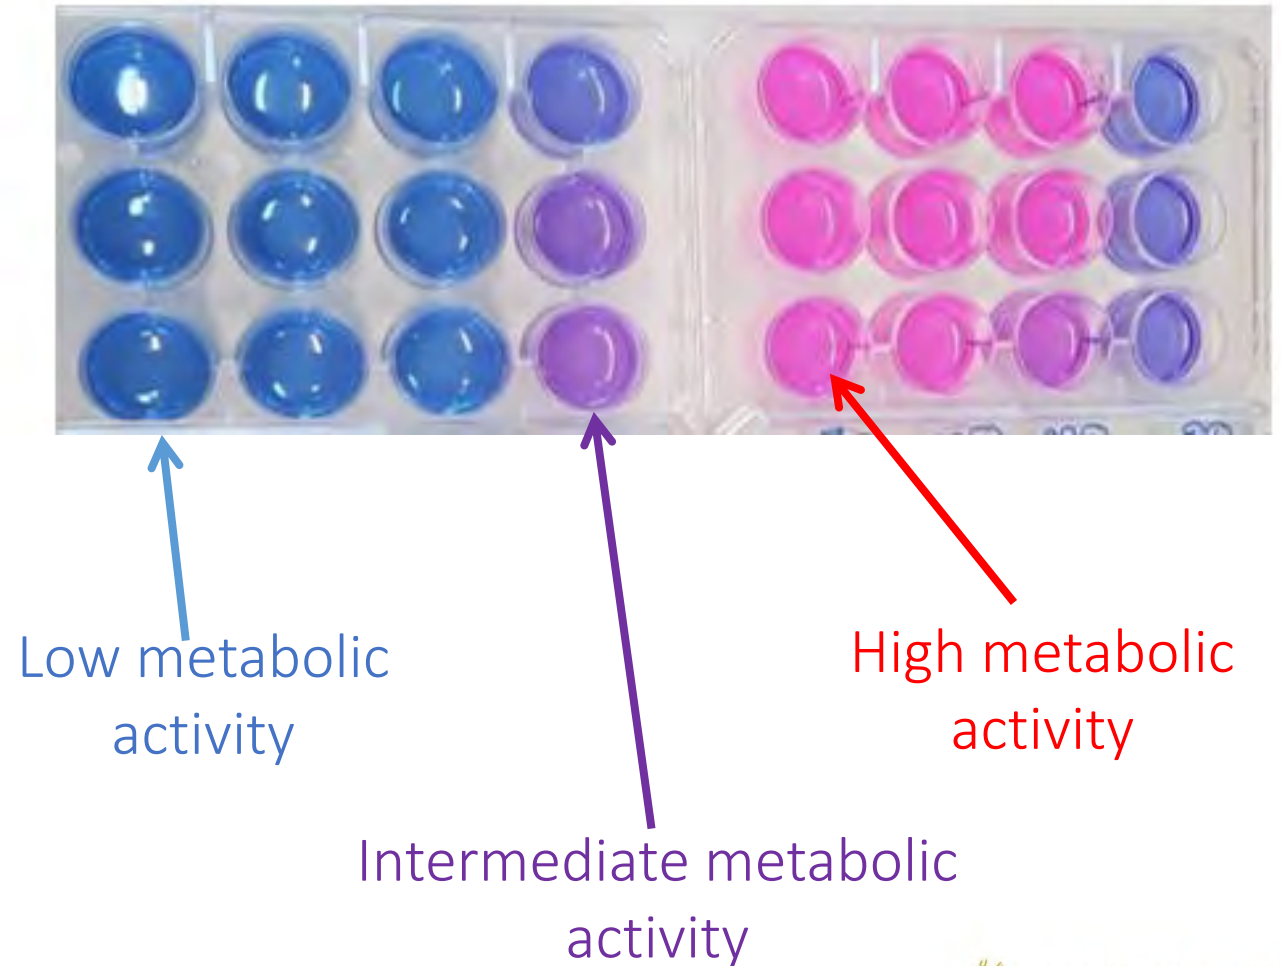 Low metabolic
activity
High metabolic
activity
Intermediate metabolic
activity